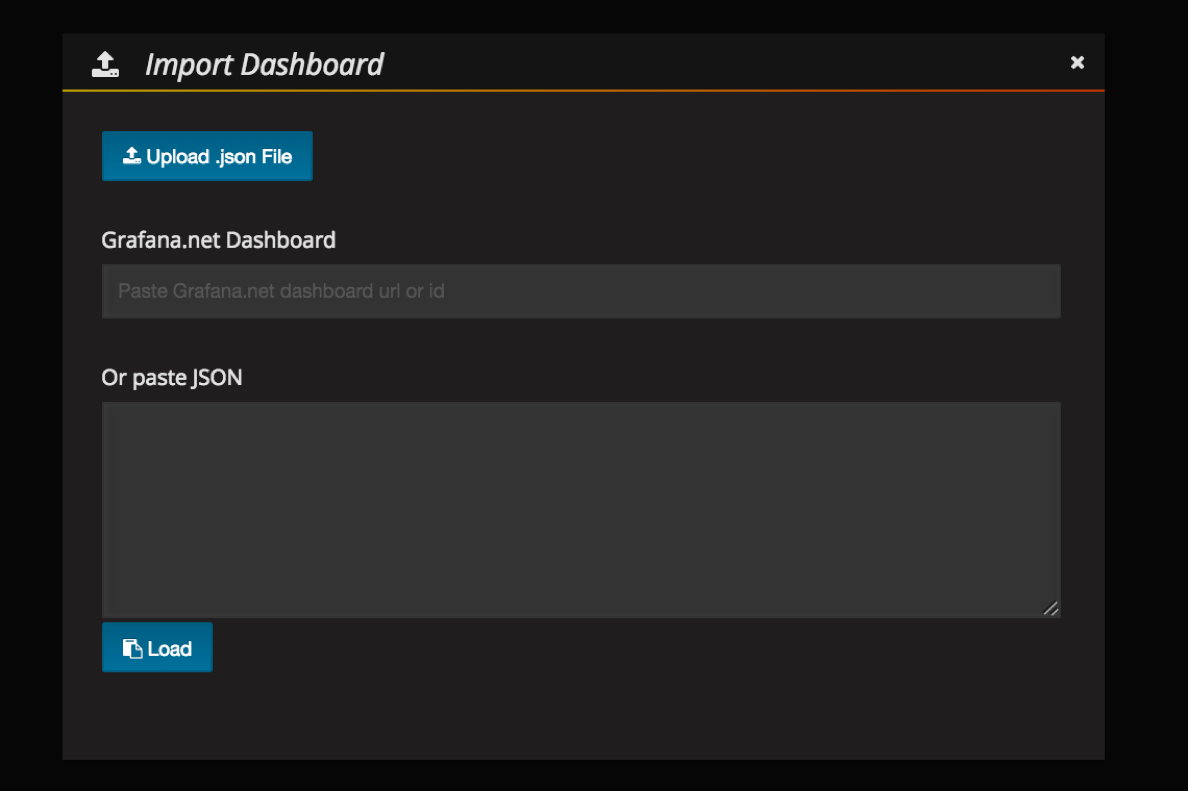 Import Dashboard
Upload .json File
Grafana.net Dashboard
Paste Grafana.net dashboard url or id
Or paste JSON
Load